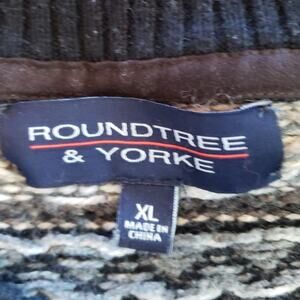 ROUNDTREE
& YORKE
XL
MADE IN
CHINA